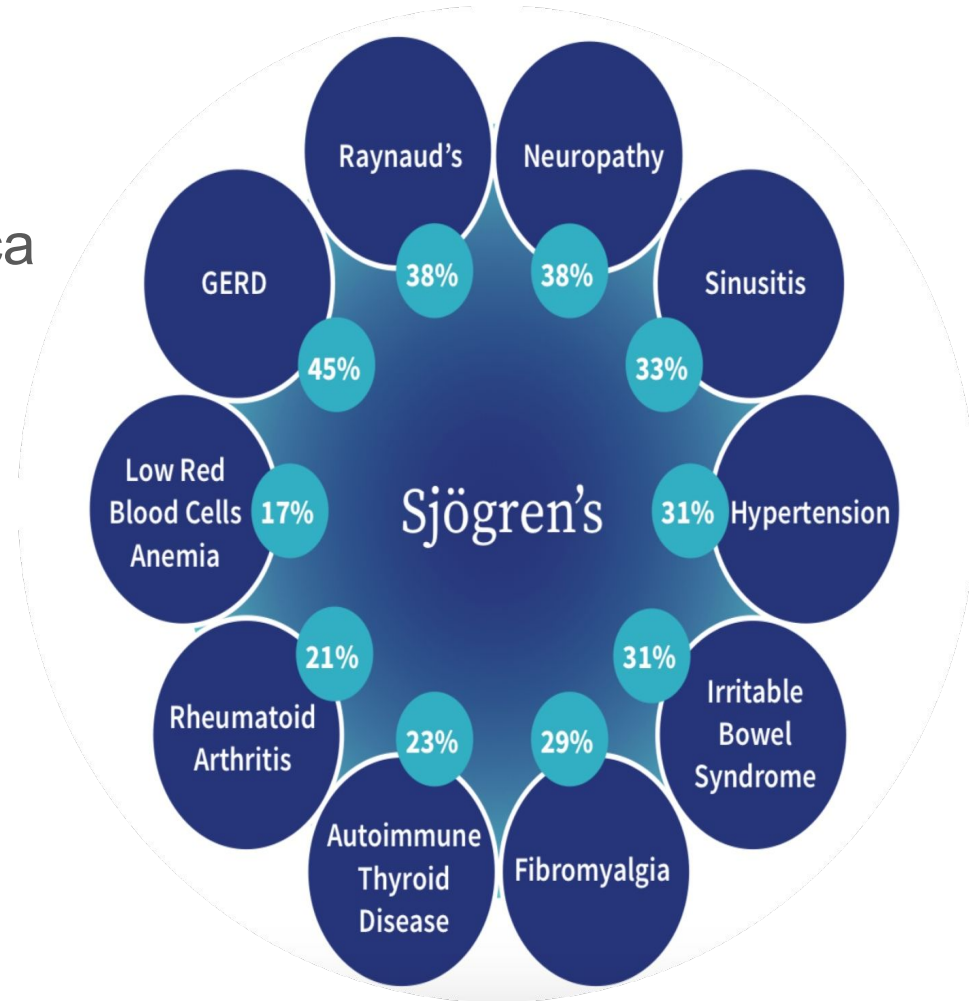 Raynaud's
38%
Neuropathy
38%
Sinusitis
33%
31% Hypertension
31%
Irritable
Bowel
Syndrome
29%
Fibromyalgia
23%
Autoimmune
Thyroid
Disease
21%
Rheumatoid
Arthritis
Low Red
Blood Cells 17%
Anemia
GERD
45%
Sjögren's
ca